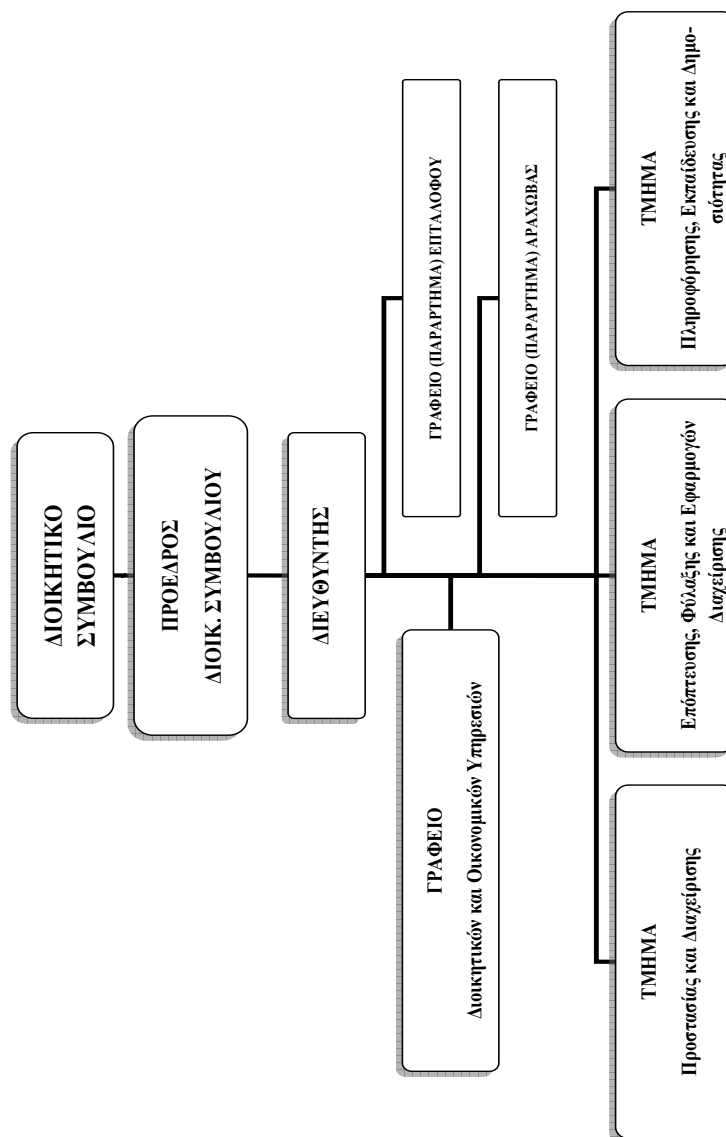 ΔΙΟΙΚΗΤΙΚΟ
ΣΥΜΒΟΥΛΙΟ
ΠΡΟΕΔΡΟΣ
ΔΙΟΙΚ. ΣΥΜΒΟΥΛΙΟΥ
ΔΙΕΥΘΥΝΤΗΣ
ΓΡΑΦΕΙΟ
Διοικητικών και Οικονομικών Υπηρεσιών
ΓΡΑΦΕΙΟ (ΠΑΡΑΡΤΗΜΑ) ΕΠΤΑΛΟΦΟΥ
ΓΡΑΦΕΙΟ (ΠΑΡΑΡΤΗΜΑ) ΑΡΑΧΩΒΑΣ
ΤΜΗΜΑ
Προστασίας και Διαχείρισης
ΤΜΗΜΑ
Επόπτευσης, Φύλαξης και Εφαρμογών
Διαχείρισης
ΤΜΗΜΑ
Πληροφόρησης, Εκπαίδευσης και Δημο-
σιότητας